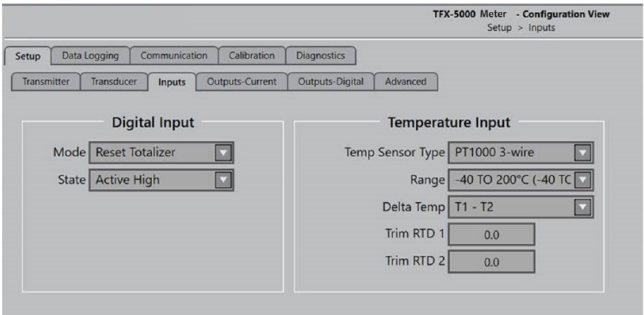 TFX-5000 Meter - Configuration View
Setup > Inputs
Setup Data Logging Communication Calibration Diagnostics
Transmitter Transducer Inputs Outputs-Current Outputs-Digital Advanced
Digital Input
Mode Reset Totalizer
State Active High
Temperature Input
Temp Sensor Type PT1000 3-wire
Range -40 TO 200°C (-40 TC
Delta Temp T1 - T2
Trim RTD 1 0.0
Trim RTD 2 0.0